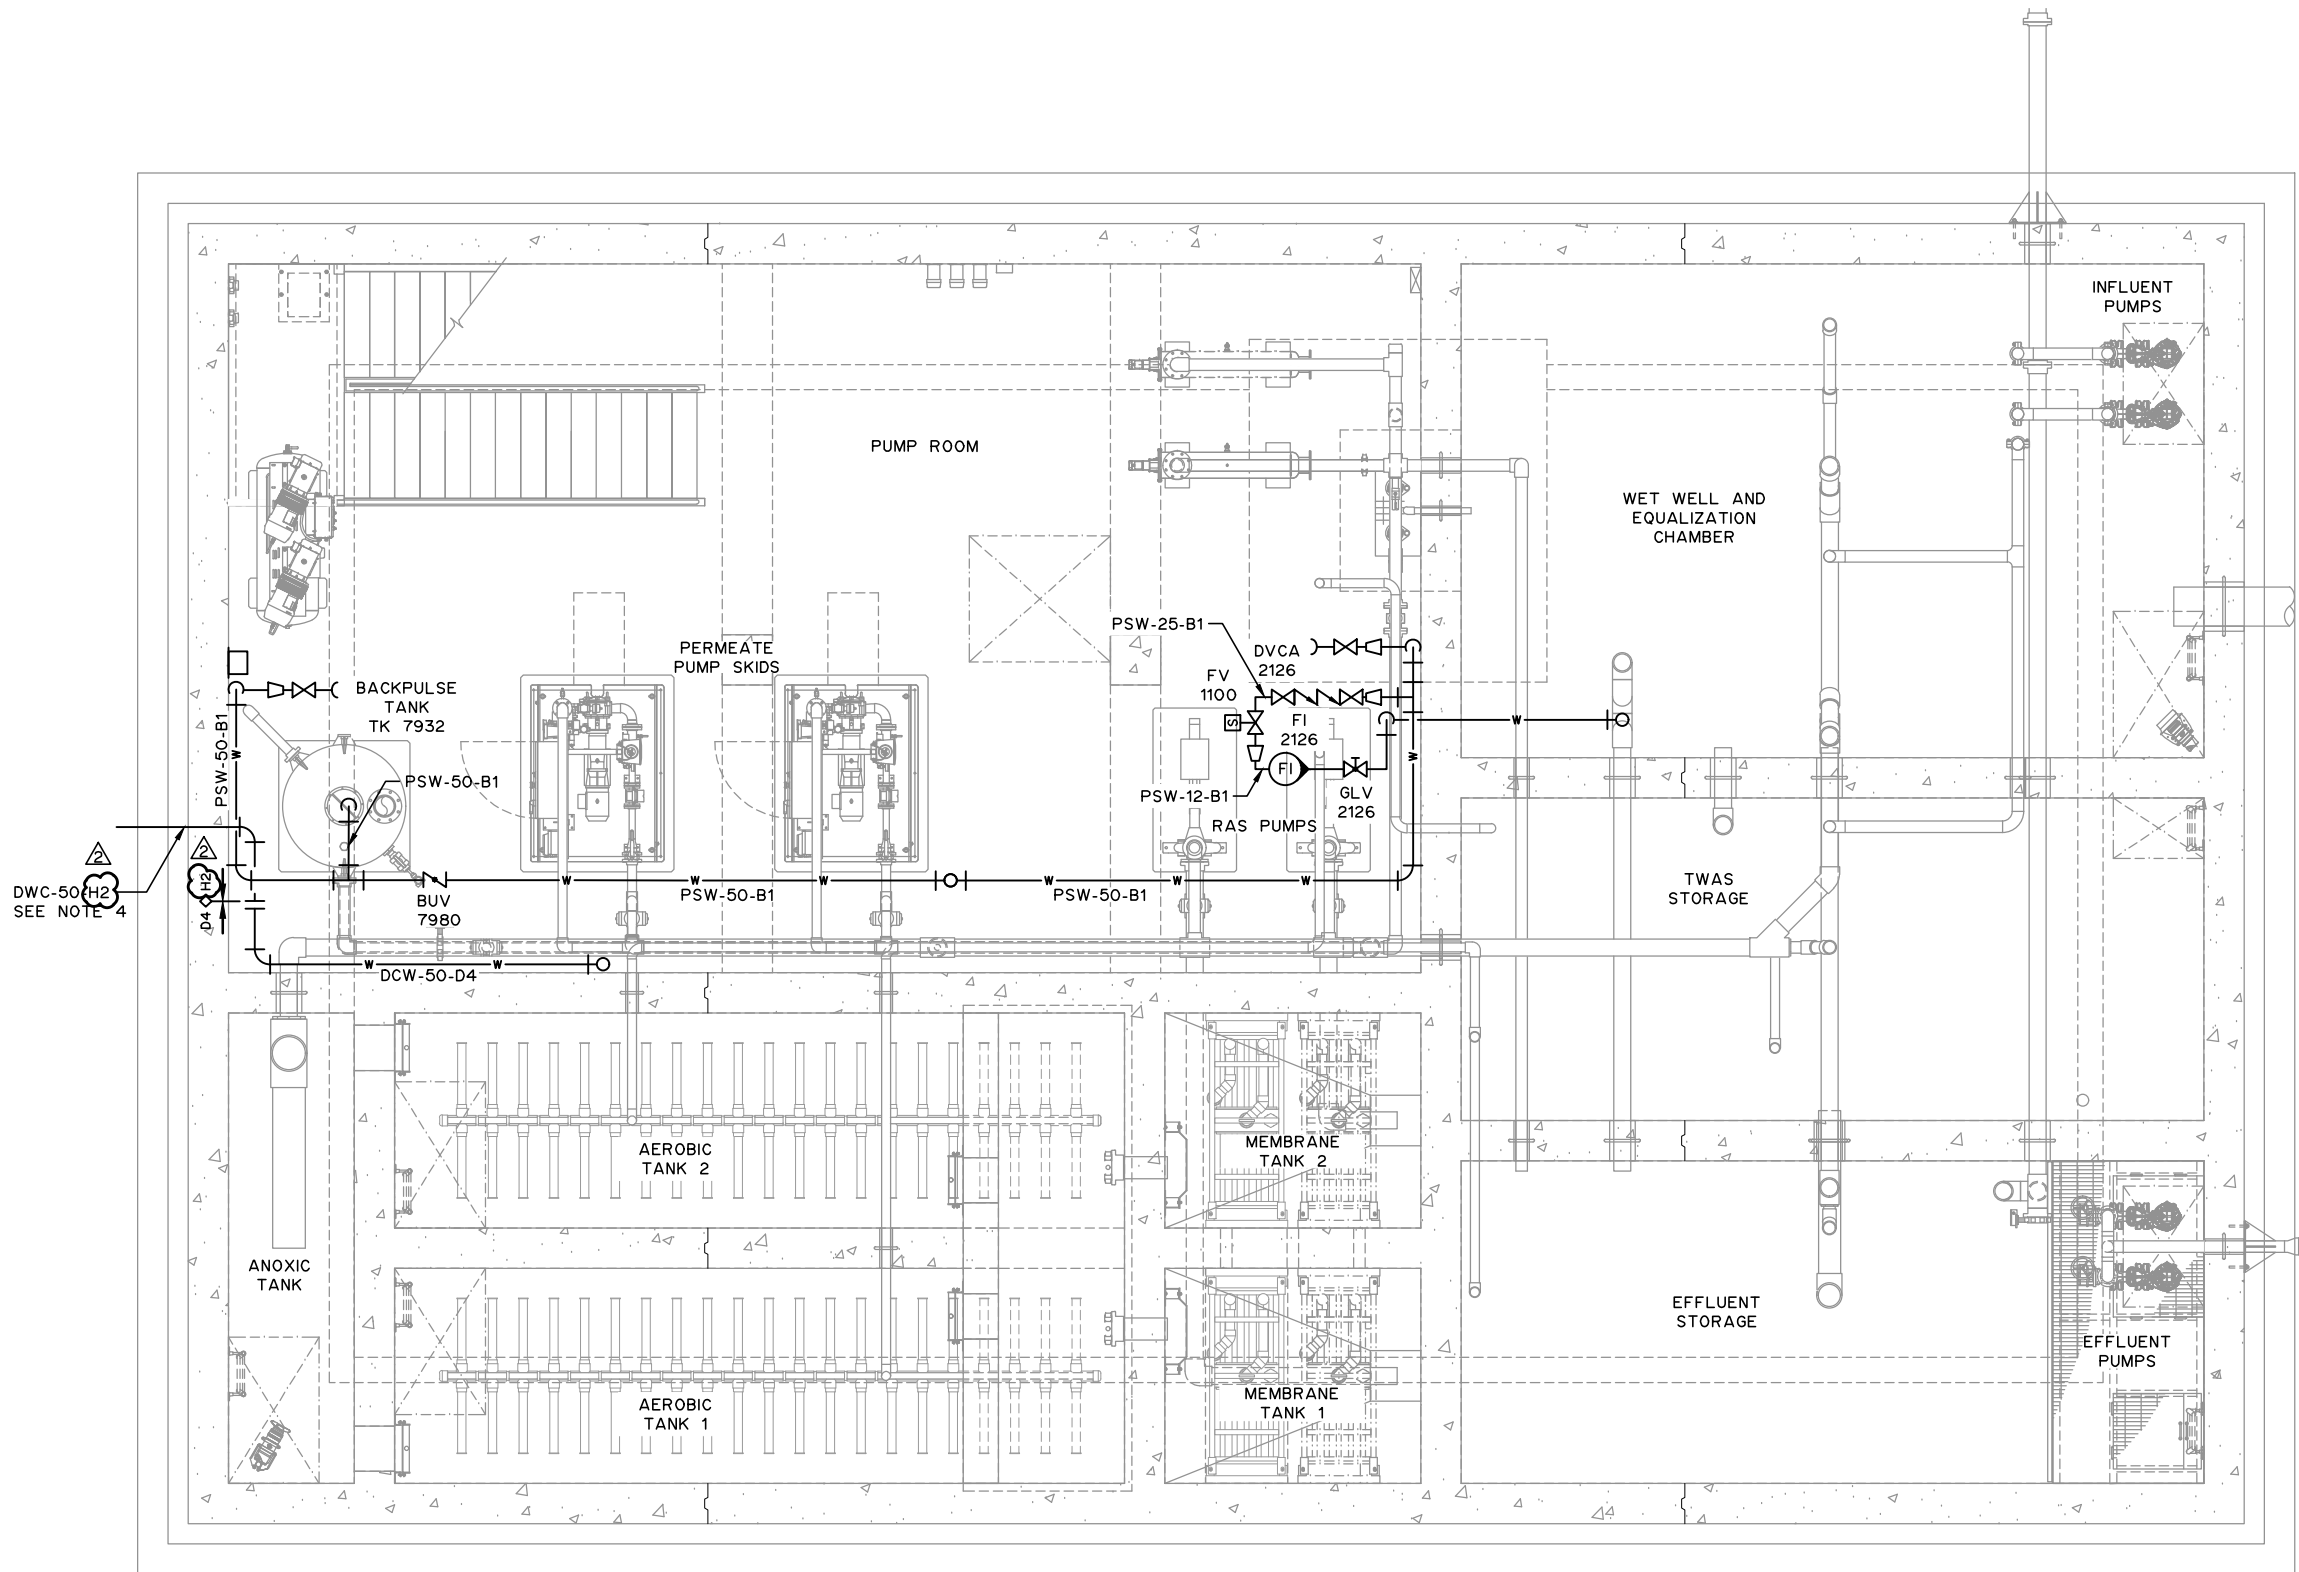 INFLUENT
PUMPS
PUMP ROOM
WET WELL AND
EQUALIZATION
CHAMBER
PSW-25-B1
DVCA
2126
PERMEATE
PUMP SKIDS
FV
1100
BACKPULSE
TANK
TK 7932
S
FI
2126
W
PSW-50-B1
W
W
FI
PSW-50-B1
PSW-12-B1
GLV
2126
RAS PUMPS
2
2
DWC-50-H2
SEE NOTE 4
H2
D4
W
W
W
W
W
W
PSW-50-B1
PSW-50-B1
BUV
7980
TWAS
STORAGE
W
W
DCW-50-D4
AEROBIC
TANK 2
MEMBRANE
TANK 2
ANOXIC
TANK
EFFLUENT
STORAGE
EFFLUENT
PUMPS
AEROBIC
TANK 1
MEMBRANE
TANK 1